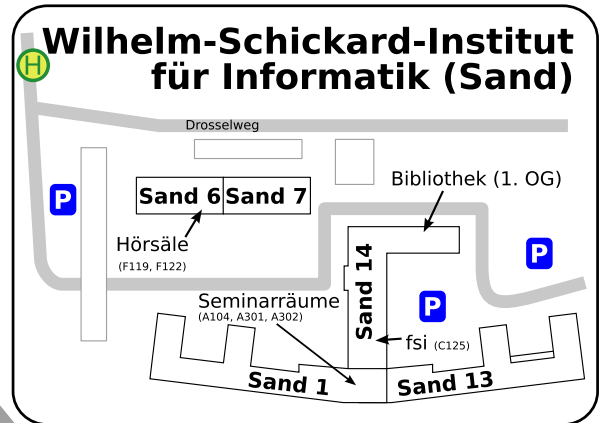 Wilhelm-Schickard-Institut
für Informatik (Sand)
H
Drosselweg
Bibliothek (1. OG)
P
Sand 6
Sand 7
Hörsäle
(F119, F122)
P
Sand 14
Seminarräume
(A104, A301, A302)
P
fsi (C125)
Sand 1
Sand 13